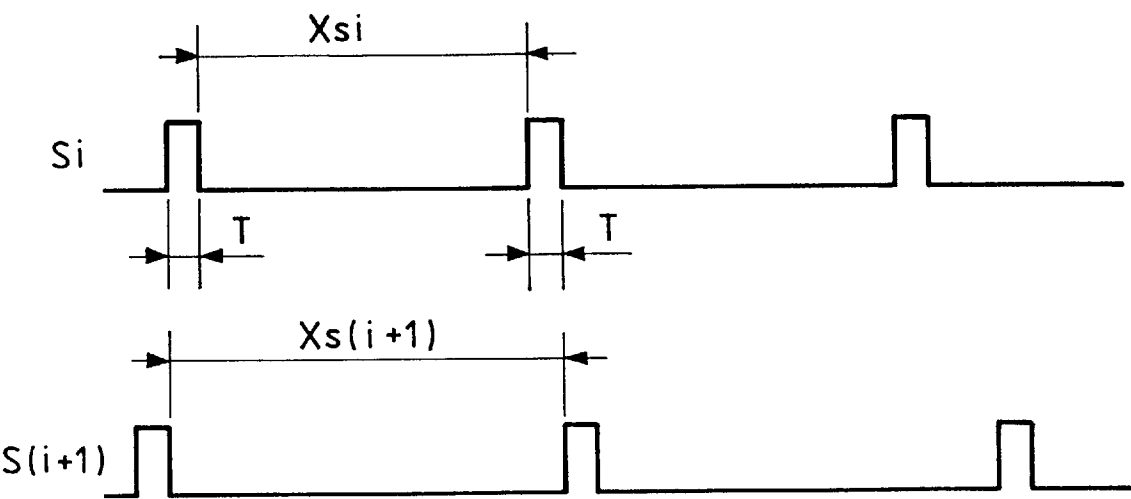 Xsi
Si
T
T
Xs(i+1)
S(i+1)